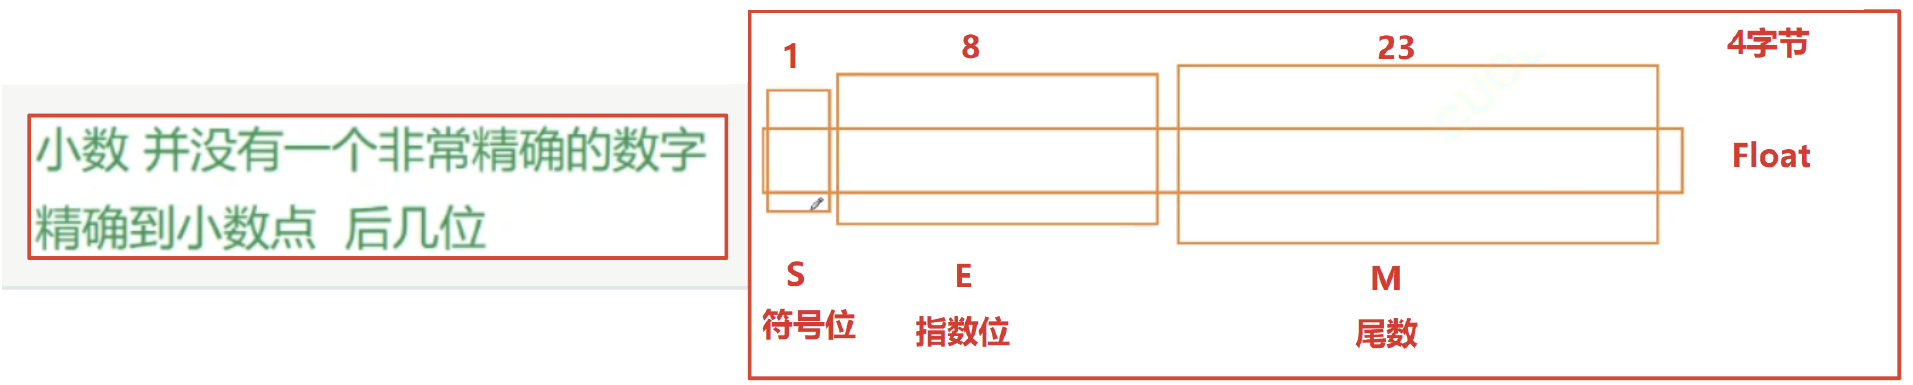 小数 并没有一个非常精确的数字
精确到小数点 后几位
1 8 23 4字节
Float
S E M
符号位 指数位 尾数